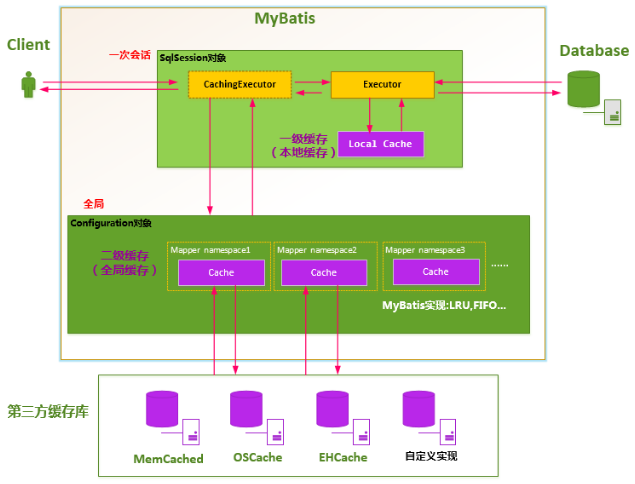 MyBatis
Client
一次会话
SqlSession对象
Database
CachingExecutor
Executor
一级缓存
（本地缓存）
Local Cache
全局
Configuration对象
二级缓存
（全局缓存）
Mapper namespace1
Mapper namespace2
Mapper namespace3
Cache
Cache
Cache
......
MyBatis实现:LRU,FIFO...
第三方缓存库
MemCached
OSCache
EHCache
自定义实现